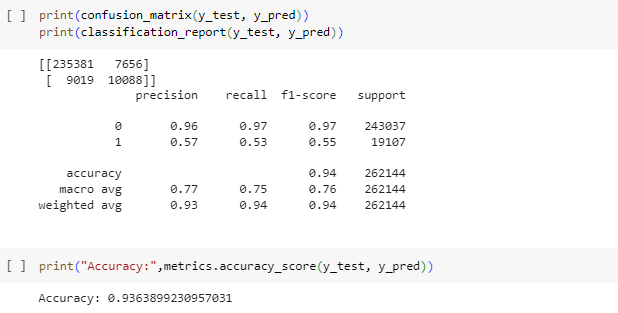 [ ] print(confusion_matrix(y_test, y_pred))
print(classification_report(y_test, y_pred))
[[235381 7656]
[ 9019 10088]]
precision recall f1-score support
0 0.96 0.97 0.97 243037
1 0.57 0.53 0.55 19107
accuracy 0.94 262144
macro avg 0.77 0.75 0.76 262144
weighted avg 0.93 0.94 0.94 262144
[ ] print("Accuracy:",metrics.accuracy_score(y_test, y_pred))
Accuracy: 0.9363899230957031